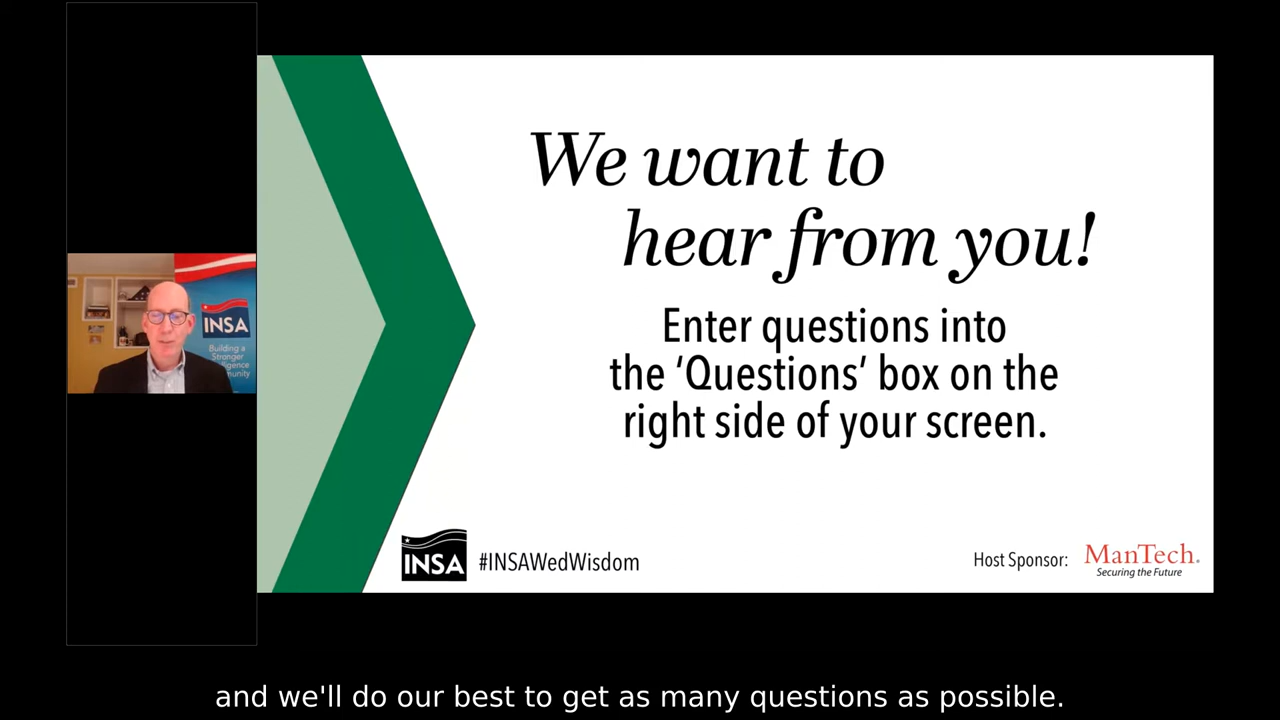 We want to
hear from you!
Enter questions into
the ‘Questions’ box on the
right side of your screen.
INSA
Building a
Stronger
INSA
#INSAWedWisdom
Host Sponsor:
ManTech.
Securing the Future
and we'll do our best to get as many questions as possible.